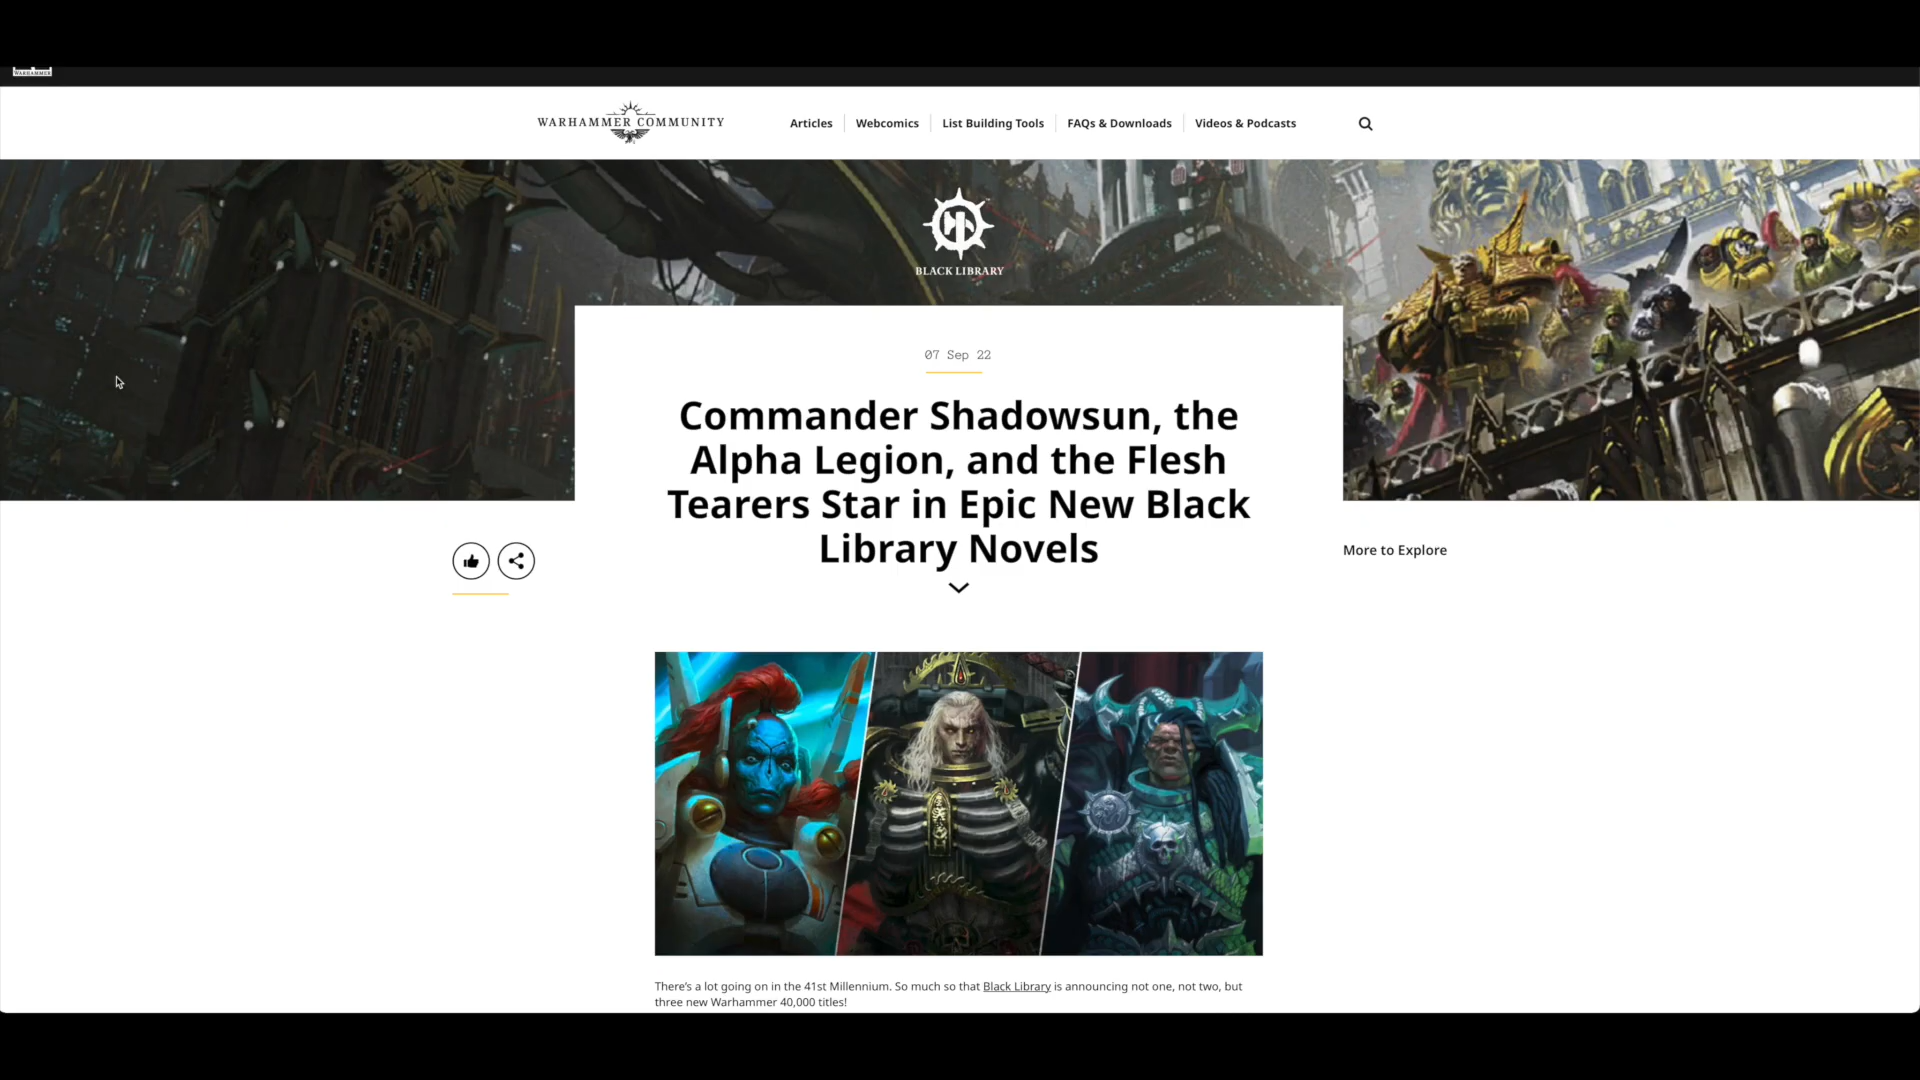 WARHAMMER
WARHAMMER COMMUNITY
Articles
Webcomics
List Building Tools
FAQs & Downloads
Videos & Podcasts
BLACK LIBRARY
07 Sep 22
Commander Shadowsun, the
Alpha Legion, and the Flesh
Tearers Star in Epic New Black
Library Novels
More to Explore
There's a lot going on in the 41st Millennium. So much so that Black Library is announcing not one, not two, but
three new Warhammer 40,000 titles!